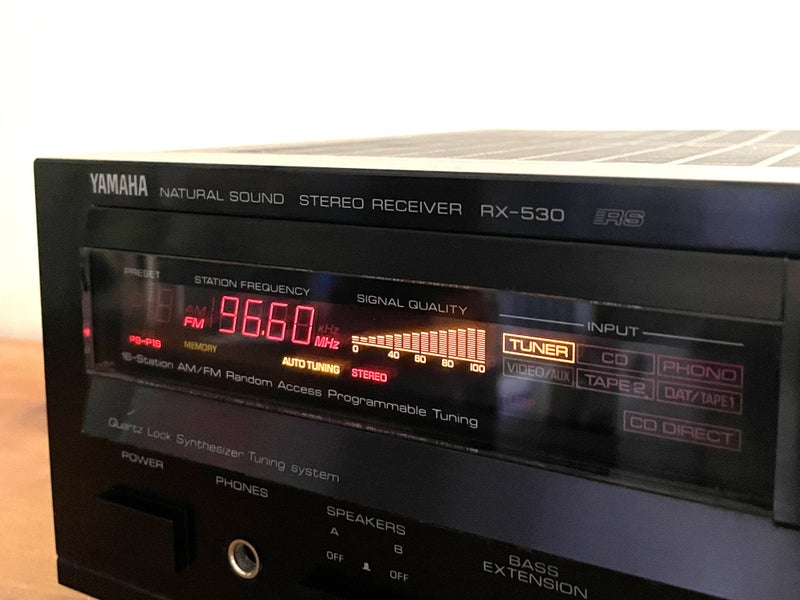 YAMAHA NATURAL SOUND STEREO RECEIVER RX-530 RS
PRESET STATION FREQUENCY SIGNAL QUALITY INPUT
AM
FM 96.60 kHz
MHz
P9-P16 MEMORY AUTO TUNING STEREO
0 40 60 80 100
TUNER CD PHONO
VIDEO/AUX TAPE 2 DAT/TAPE1
CD DIRECT
16-Station AM/FM Random Access Programmable Tuning
Quartz Lock Synthesizer Tuning system
POWER PHONES SPEAKERS
A B
OFF OFF
BASS
EXTENSION